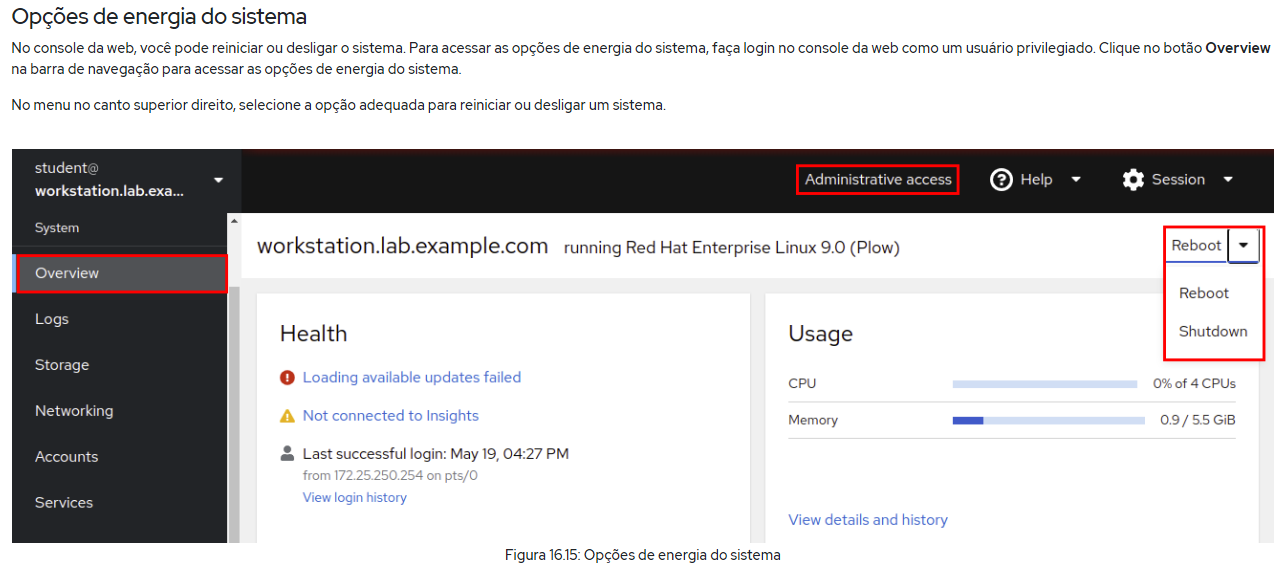 Opções de energia do sistema
No console da web, você pode reiniciar ou desligar o sistema. Para acessar as opções de energia do sistema, faça login no console da web como um usuário privilegiado. Clique no botão Overview
na barra de navegação para acessar as opções de energia do sistema.
No menu no canto superior direito, selecione a opção adequada para reiniciar ou desligar um sistema.
student@
workstation.lab.exa...
Administrative access
Help
Session
System
Overview
Logs
Storage
Networking
Accounts
Services
workstation.lab.example.com running Red Hat Enterprise Linux 9.0 (Plow)
Reboot
Reboot
Shutdown
Health
Loading available updates failed
Not connected to Insights
Last successful login: May 19, 04:27 PM
from 172.25.250.254 on pts/0
View login history
Usage
CPU 0% of 4 CPUs
Memory 0.9 / 5.5 GiB
View details and history
Figura 16.15: Opções de energia do sistema